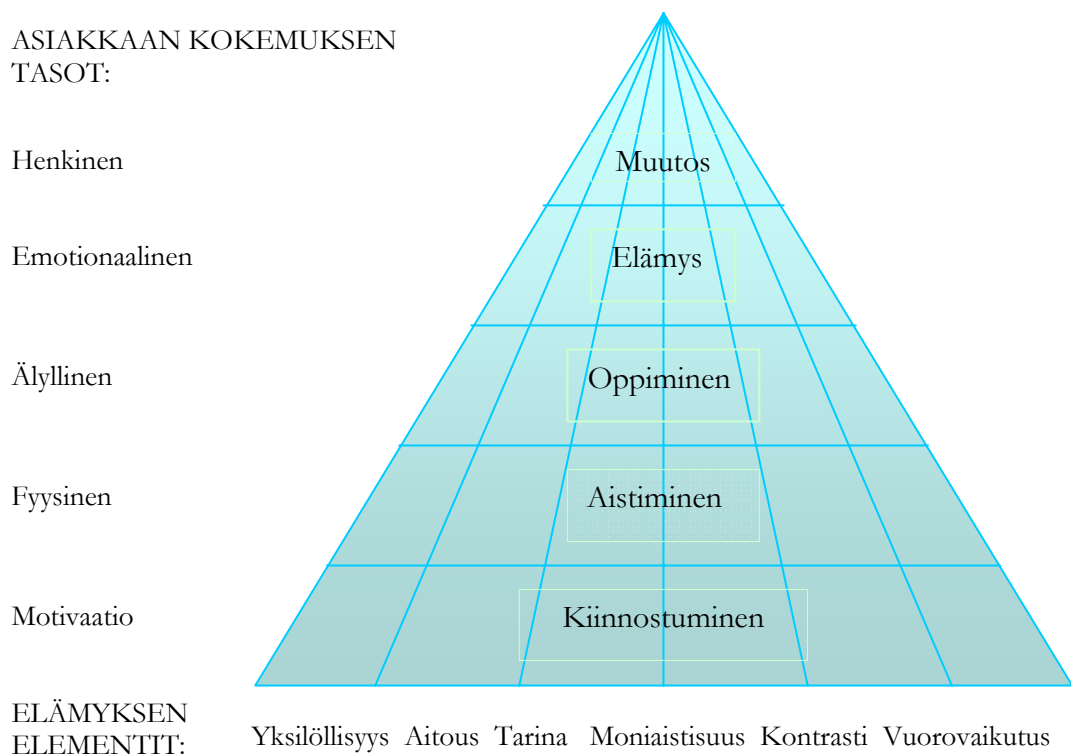 ASIAKKAAN KOKEMUKSEN
TASOT:
Henkinen Muutos
Emotionaalinen Elämys
Älyllinen Oppiminen
Fyysinen Aistiminen
Motivaatio Kiinnostuminen
ELÄMYKSEN
ELEMENTIT: Yksilöllisyys Aitous Tarina Moniaistisuus Kontrasti Vuorovaikutus